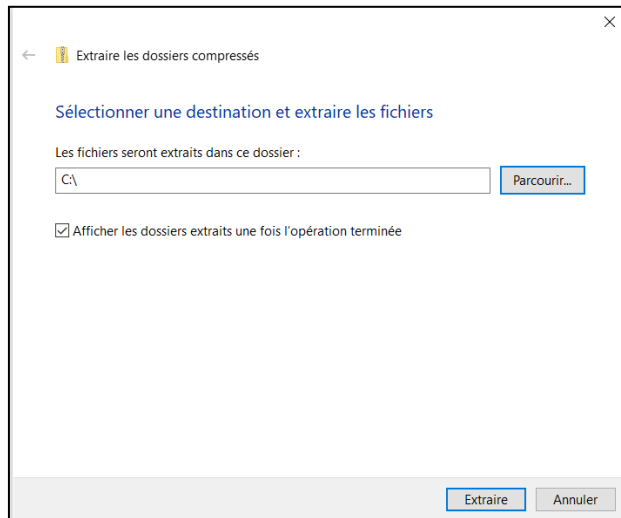 Extraire les dossiers compressés
Sélectionner une destination et extraire les fichiers
Les fichiers seront extraits dans ce dossier :
C:\
Parcourir...
Afficher les dossiers extraits une fois l'opération terminée
Extraire
Annuler